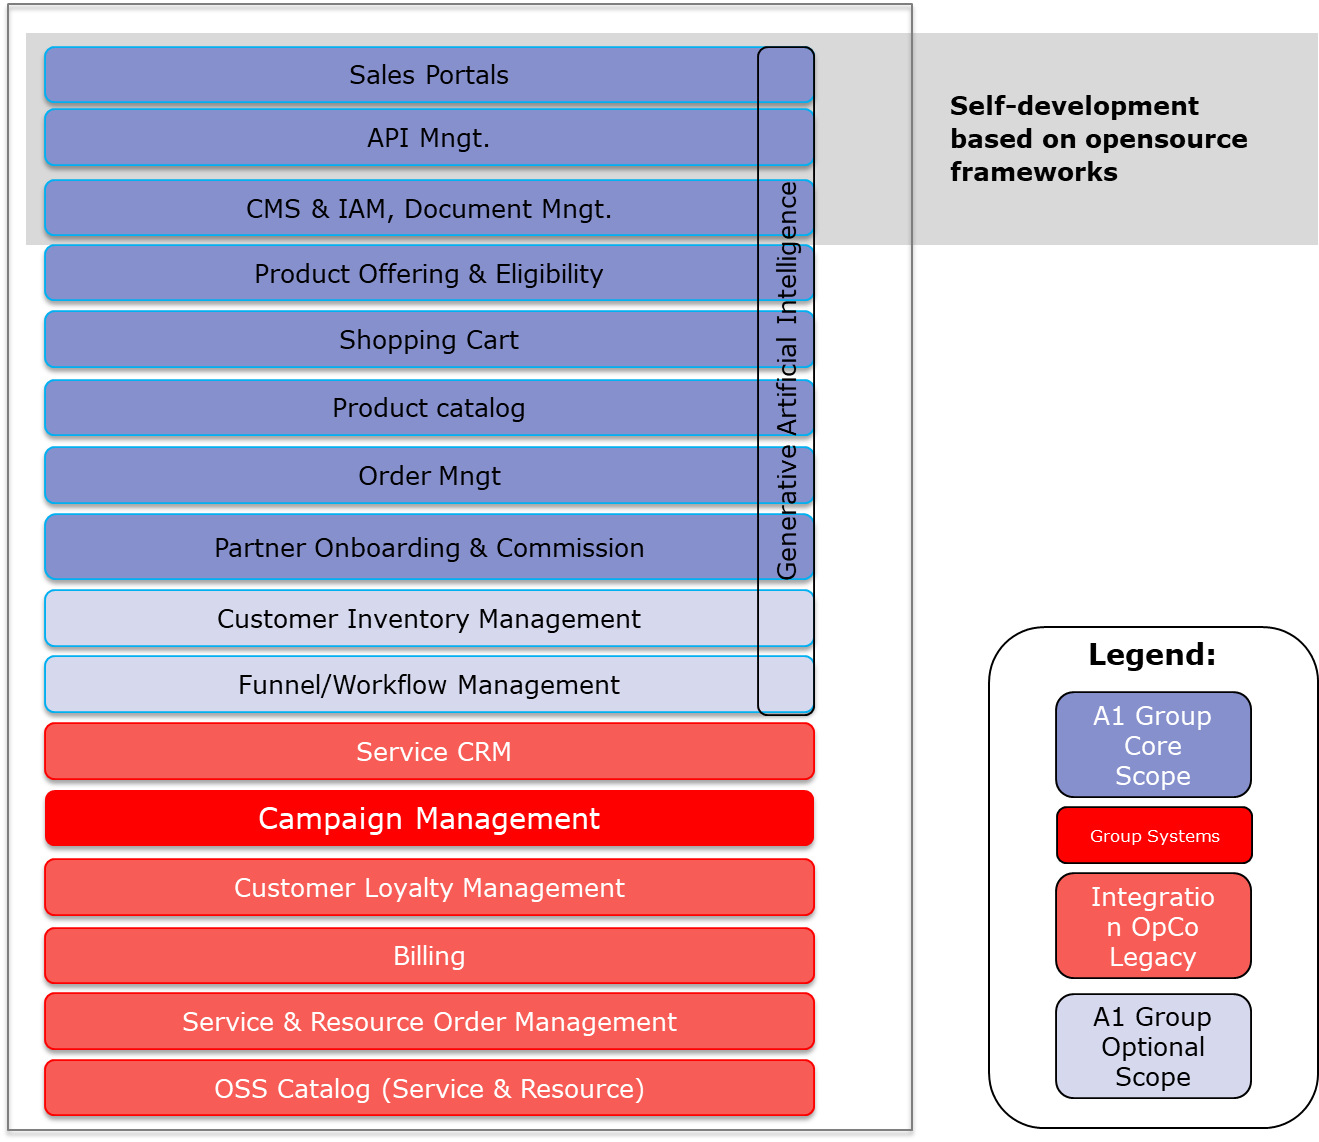 Sales Portals
API Mngt.
CMS & IAM, Document Mngt.
Product Offering & Eligibility
Shopping Cart
Product catalog
Order Mngt
Partner Onboarding & Commission
Customer Inventory Management
Funnel/Workflow Management
Generative Artificial Intelligence
Service CRM
Campaign Management
Customer Loyalty Management
Billing
Service & Resource Order Management
OSS Catalog (Service & Resource)
Self-development
based on opensource
frameworks
Legend:
A1 Group
Core
Scope
Group Systems
Integratio
n OpCo
Legacy
A1 Group
Optional
Scope